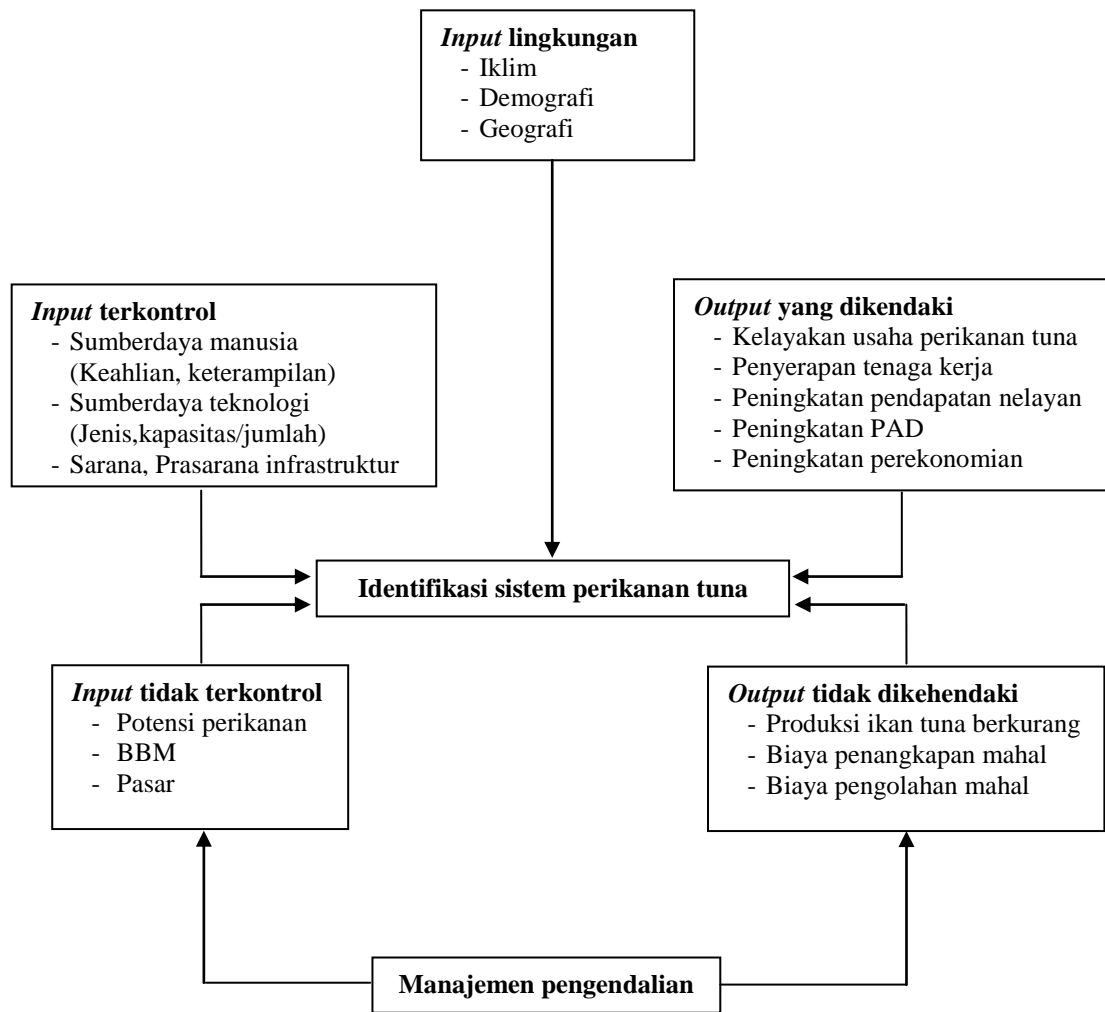 Input lingkungan
- Iklim
- Demografi
- Geografi
Input terkontrol
- Sumberdaya manusia
(Keahlian, keterampilan)
- Sumberdaya teknologi
(Jenis,kapasitas/jumlah)
- Sarana, Prasarana infrastruktur
Output yang dikendaki
- Kelayakan usaha perikanan tuna
- Penyerapan tenaga kerja
- Peningkatan pendapatan nelayan
- Peningkatan PAD
- Peningkatan perekonomian
Identifikasi sistem perikanan tuna
Input tidak terkontrol
- Potensi perikanan
- BBM
- Pasar
Output tidak dikehendaki
- Produksi ikan tuna berkurang
- Biaya penangkapan mahal
- Biaya pengolahan mahal
Manajemen pengendalian